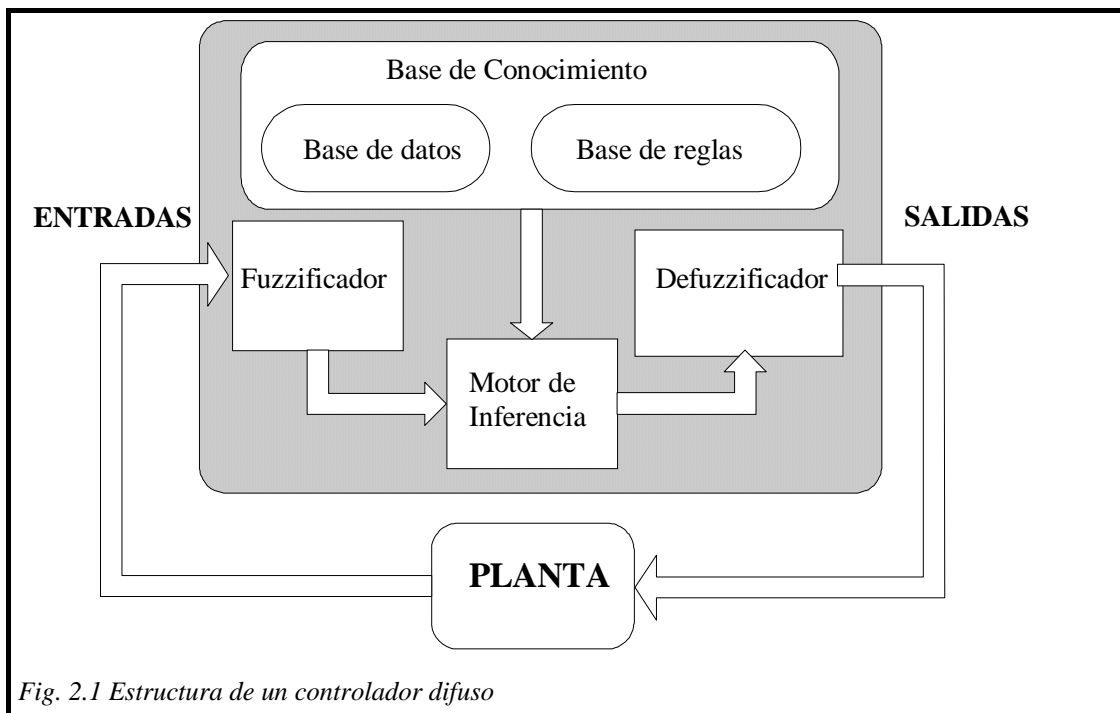 Base de Conocimiento
Base de datos
Base de reglas
ENTRADAS
SALIDAS
Fuzzificador
Defuzzificador
Motor de
Inferencia
PLANTA
Fig. 2.1 Estructura de un controlador difuso